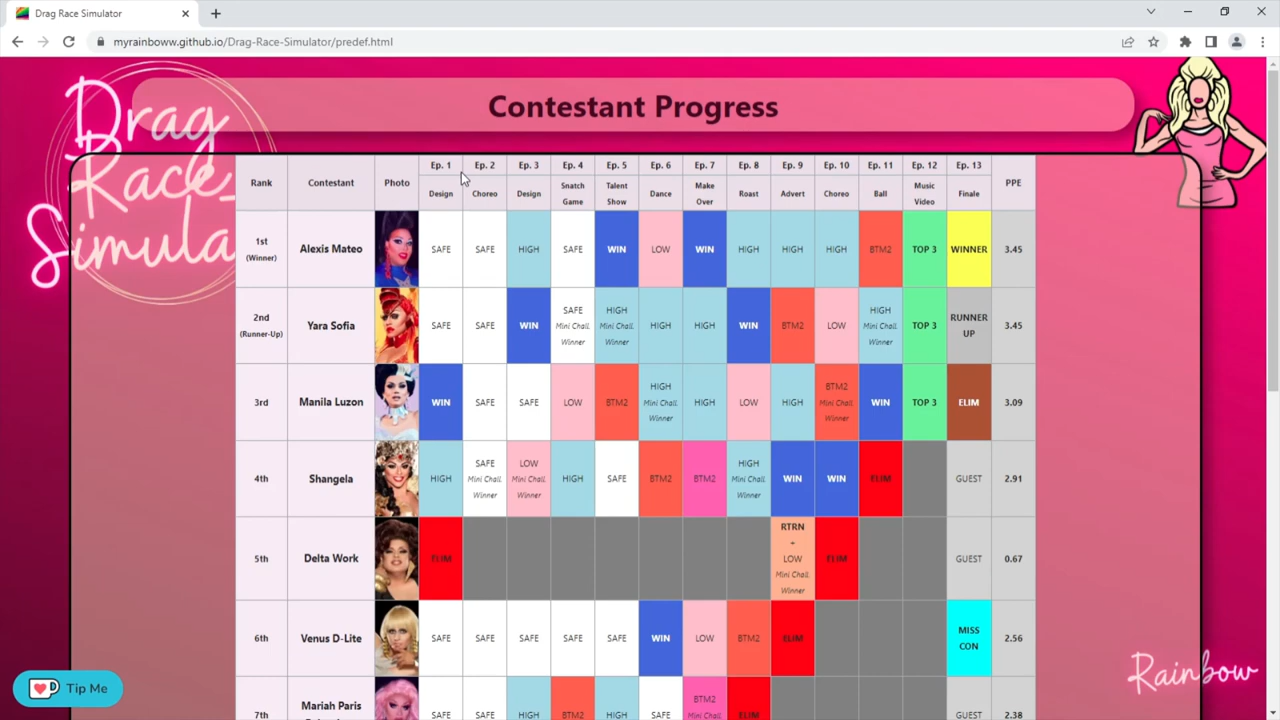 Drag Race Simulator
myrainboww.github.io/Drag-Race-Simulator/predef.html
Drag
Race
Simula
Contestant Progress
Rank Contestant Photo Ep. 1 Ep. 2 Ep. 3 Ep. 4 Ep. 5 Ep. 6 Ep. 7 Ep. 8 Ep. 9 Ep. 10 Ep. 11 Ep. 12 Ep. 13 PPE
Design Choreo Design Snatch Game Talent Show Dance Make Over Roast Advert Choreo Ball Music Video Finale
1st (Winner) Alexis Mateo SAFE SAFE HIGH SAFE WIN LOW WIN HIGH HIGH HIGH BTM2 TOP 3 WINNER 3.45
2nd (Runner-Up) Yara Sofia SAFE SAFE WIN SAFE Mini Chall. Winner HIGH Mini Chall. Winner HIGH HIGH WIN BTM2 LOW HIGH Mini Chall. Winner TOP 3 RUNNER UP 3.45
3rd Manila Luzon WIN SAFE SAFE LOW BTM2 HIGH Mini Chall. Winner HIGH LOW HIGH BTM2 Mini Chall. Winner WIN TOP 3 ELIM 3.09
4th Shangela HIGH SAFE Mini Chall. Winner LOW Mini Chall. Winner HIGH SAFE BTM2 BTM2 HIGH Mini Chall. Winner WIN WIN ELIM GUEST 2.91
5th Delta Work ELIM RTRN + LOW Mini Chall. Winner ELIM GUEST 0.67
6th Venus D-Lite SAFE SAFE SAFE SAFE SAFE WIN LOW BTM2 ELIM MISS CON 2.56
7th Mariah Paris SAFE SAFE HIGH BTM2 HIGH SAFE BTM2 Mini Chall. ELIM 2.38
Tip Me
Rainbow